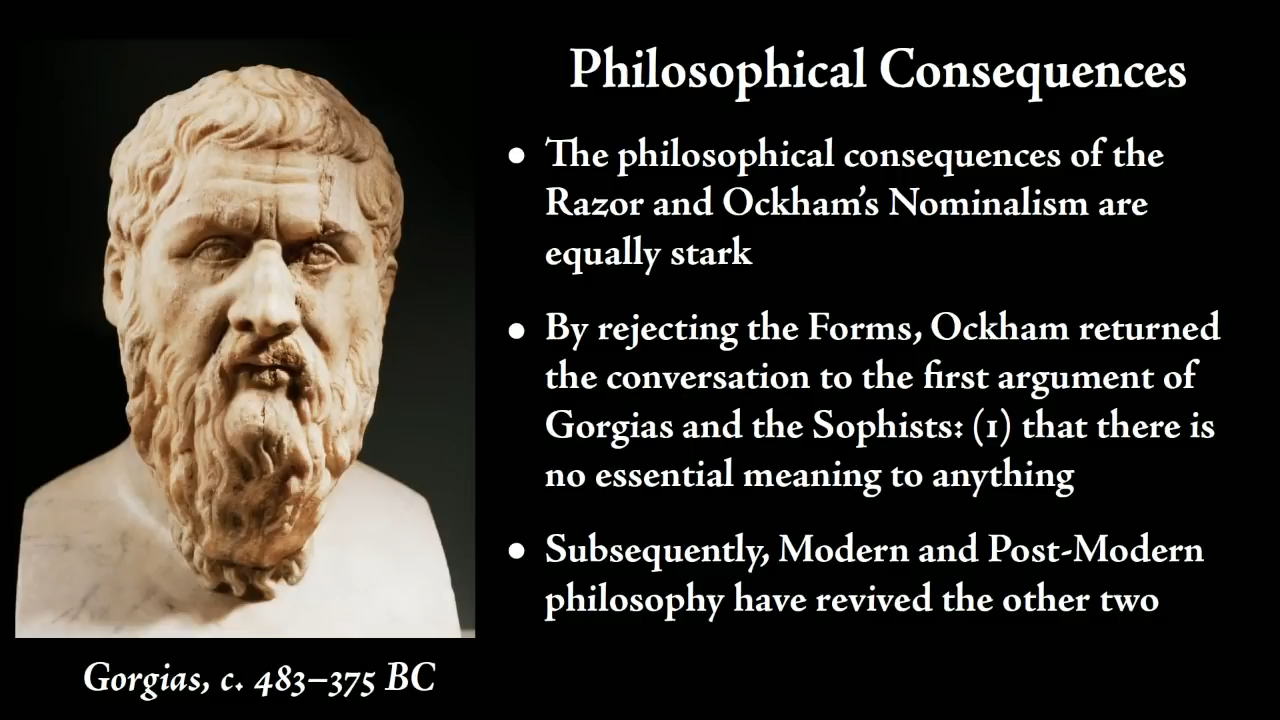 Philosophical Consequences
• The philosophical consequences of the
Razor and Ockham's Nominalism are
equally stark
• By rejecting the Forms, Ockham returned
the conversation to the first argument of
Gorgias and the Sophists: (1) that there is
no essential meaning to anything
• Subsequently, Modern and Post-Modern
philosophy have revived the other two
Gorgias, c. 483–375 BC